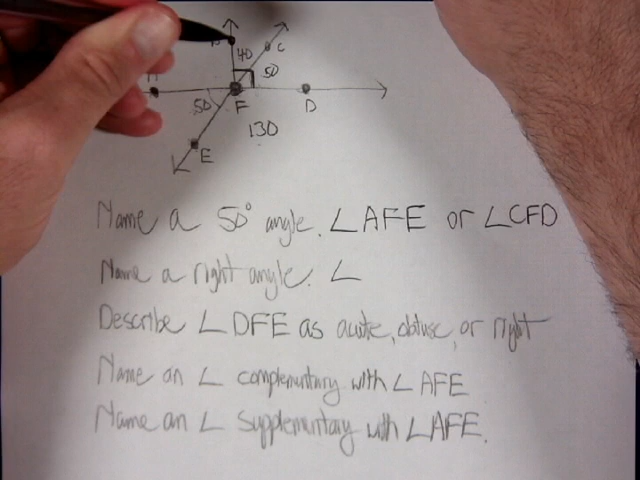 B
40
C
50
A
50
F
D
130
E
Name a 50° angle. ∠AFE or ∠CFD
Name a right angle. ∠
Describe ∠DFE as acute, obtuse, or right
Name an ∠ complementary with ∠AFE
Name an ∠ supplementary with ∠AFE.